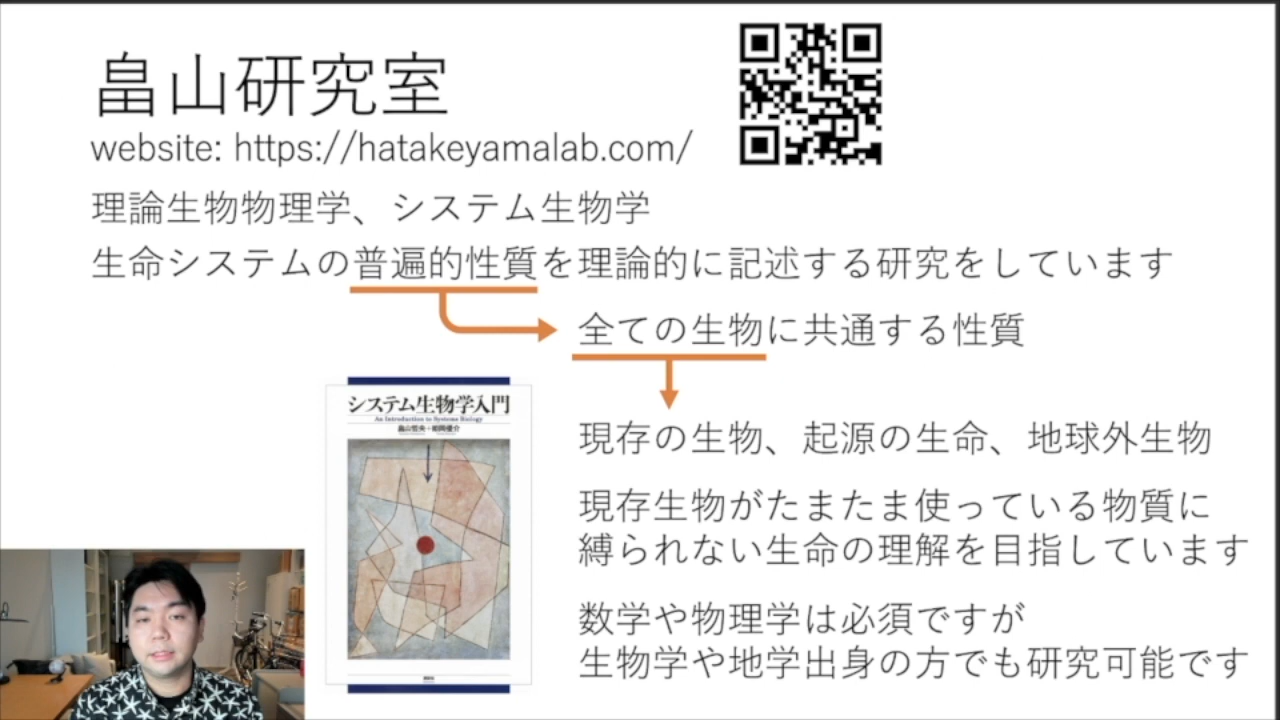 畠山研究室
website: https://hatakeyamalab.com/
理論生物物理学、システム生物学
生命システムの普遍的性質を理論的に記述する研究をしています
全ての生物に共通する性質
システム生物学入門
An Introduction to Systems Biology
畠山哲央・姫岡優介
現存の生物、起源の生命、地球外生物
現存生物がたまたま使っている物質に
縛られない生命の理解を目指しています
数学や物理学は必須ですが
生物学や地学出身の方でも研究可能です